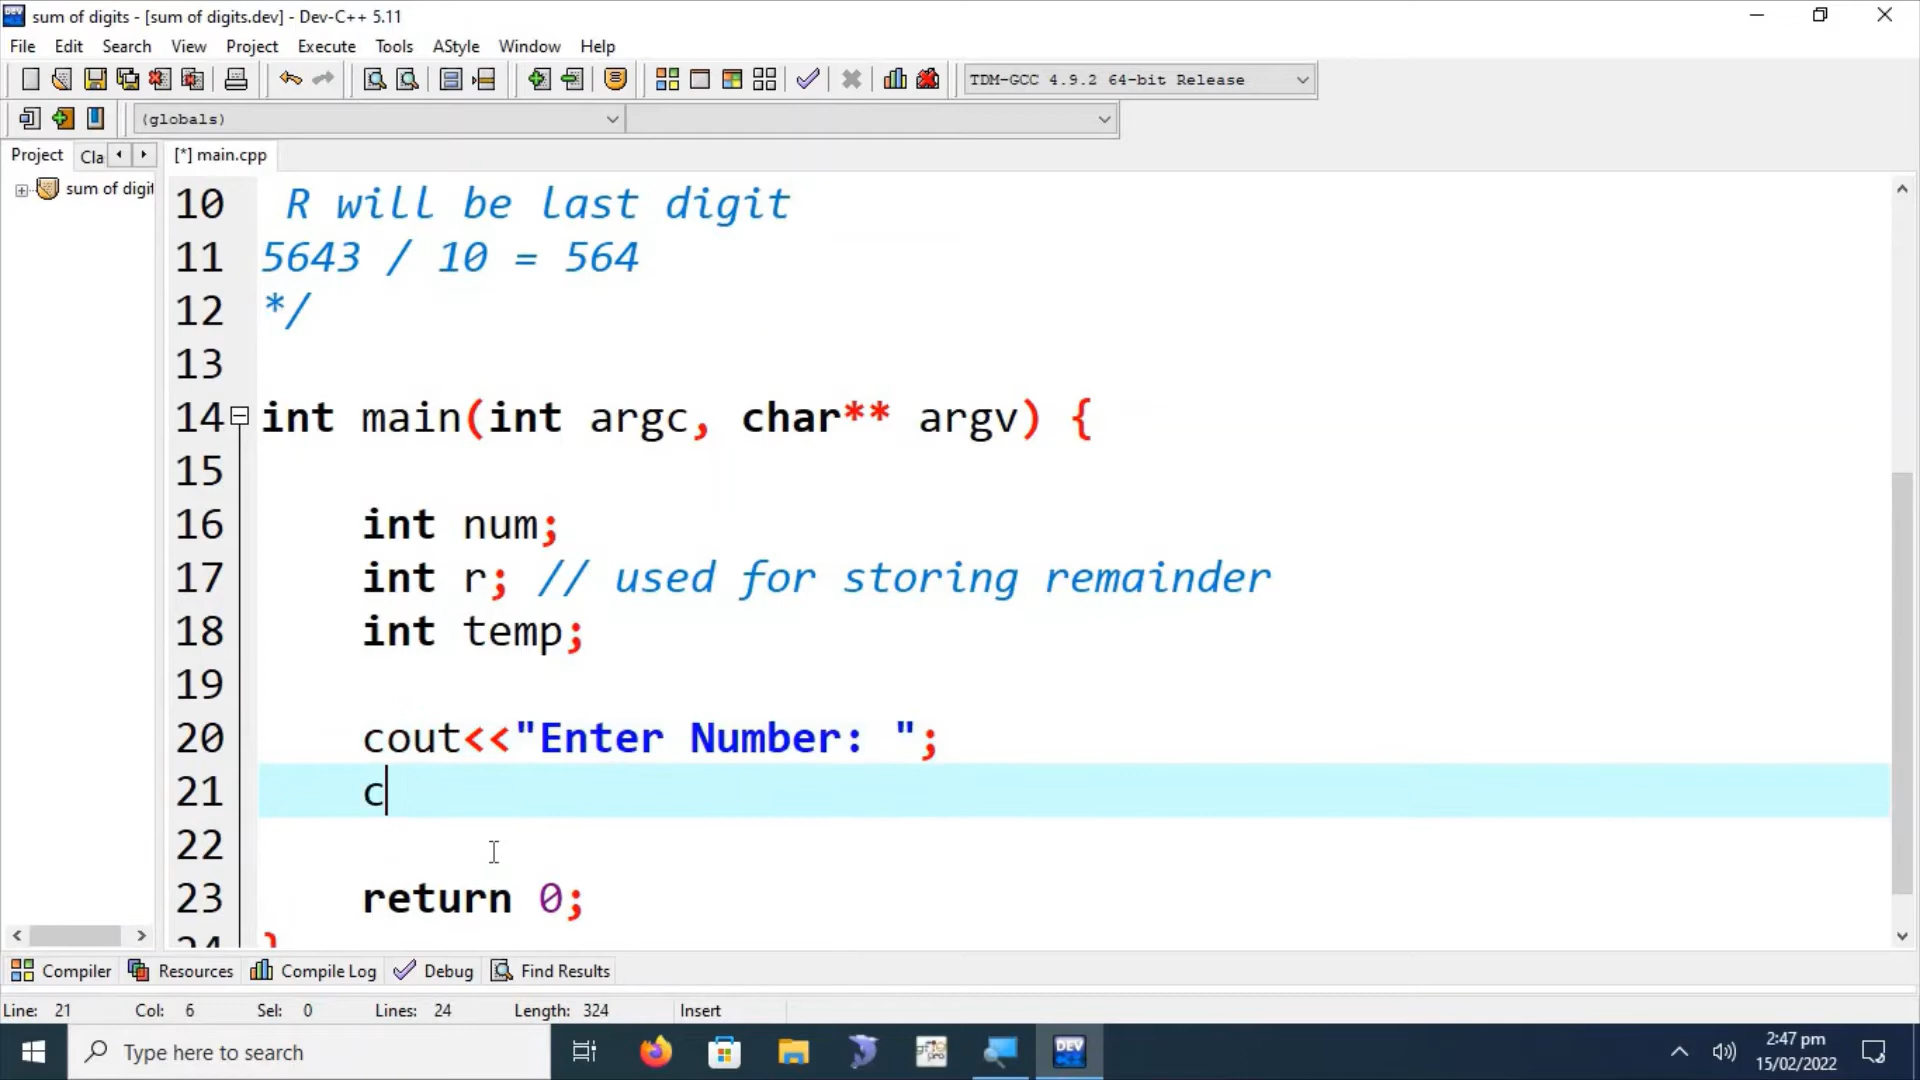 sum of digits - [sum of digits.dev] - Dev-C++ 5.11
File Edit Search View Project Execute Tools AStyle Window Help
TDM-GCC 4.9.2 64-bit Release
(globals)
Project Cla [*] main.cpp
sum of digit
10 R will be last digit
11 5643 / 10 = 564
12 */
13
14 int main(int argc, char** argv) {
15
16 int num;
17 int r; // used for storing remainder
18 int temp;
19
20 cout<<"Enter Number: ";
21 c
22
23 return 0;
24 }
Compiler Resources Compile Log Debug Find Results
Line: 21 Col: 6 Sel: 0 Lines: 24 Length: 324 Insert
Type here to search
DEV
2:47 pm
15/02/2022